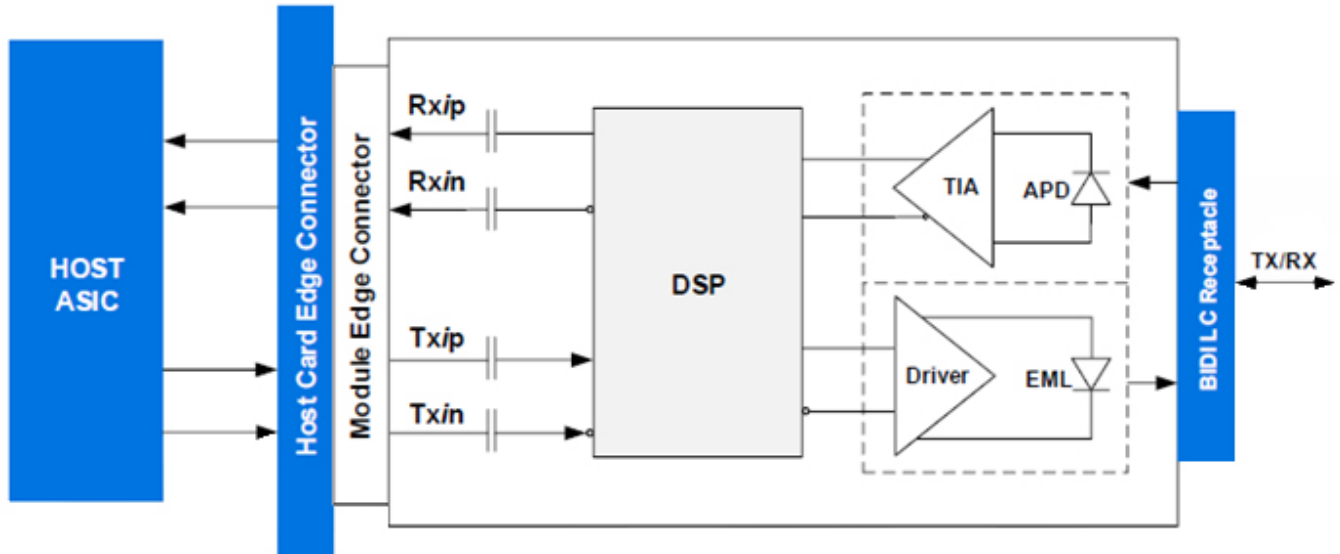 HOST
ASIC
Host Card Edge Connector
Module Edge Connector
Rxip
Rxin
Txip
Txin
DSP
TIA
APD
Driver
EML
BIDI LC Receptacle
TX/RX